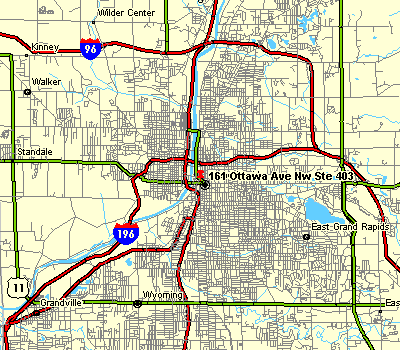 Wilder Center
Kinney
96
Walker
Standale
161 Ottawa Ave Nw Ste 403
196
East Grand Rapids
11
Grandville
Wyoming
Eas